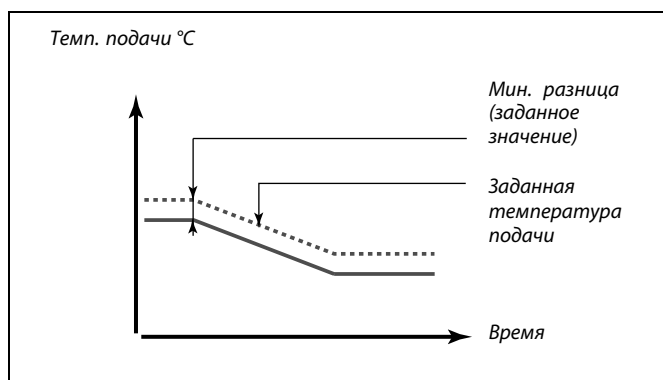 Темп. подачи °C
Мин. разница
(заданное
значение)
Заданная
температура
подачи
Время